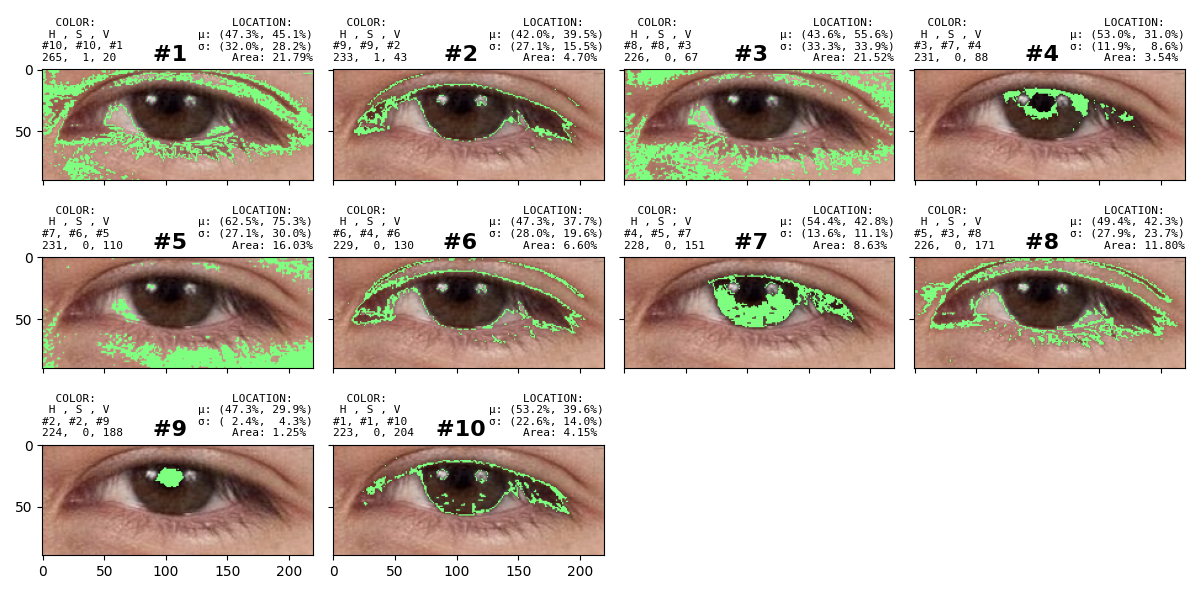 COLOR: LOCATION:
H , S , V μ: (47.3%, 45.1%)
#10, #10, #1 #1 σ: (32.0%, 28.2%)
265, 1, 20 Area: 21.79%
COLOR: LOCATION:
H , S , V μ: (42.0%, 39.5%)
#9, #9, #2 #2 σ: (27.1%, 15.5%)
233, 1, 43 Area: 4.70%
COLOR: LOCATION:
H , S , V μ: (43.6%, 55.6%)
#8, #8, #3 #3 σ: (33.3%, 33.9%)
226, 0, 67 Area: 21.52%
COLOR: LOCATION:
H , S , V μ: (53.0%, 31.0%)
#3, #7, #4 #4 σ: (11.9%, 8.6%)
231, 0, 88 Area: 3.54%
0
50
COLOR: LOCATION:
H , S , V μ: (62.5%, 75.3%)
#7, #6, #5 #5 σ: (27.1%, 30.0%)
231, 0, 110 Area: 16.03%
COLOR: LOCATION:
H , S , V μ: (47.3%, 37.7%)
#6, #4, #6 #6 σ: (28.0%, 19.6%)
229, 0, 130 Area: 6.60%
COLOR: LOCATION:
H , S , V μ: (54.4%, 42.8%)
#4, #5, #7 #7 σ: (13.6%, 11.1%)
228, 0, 151 Area: 8.63%
COLOR: LOCATION:
H , S , V μ: (49.4%, 42.3%)
#5, #3, #8 #8 σ: (27.9%, 23.7%)
226, 0, 171 Area: 11.80%
0
50
COLOR: LOCATION:
H , S , V μ: (47.3%, 29.9%)
#2, #2, #9 #9 σ: ( 2.4%, 4.3%)
224, 0, 188 Area: 1.25%
COLOR: LOCATION:
H , S , V μ: (53.2%, 39.6%)
#1, #1, #10 #10 σ: (22.6%, 14.0%)
223, 0, 204 Area: 4.15%
0
50
0 50 100 150 200
0 50 100 150 200